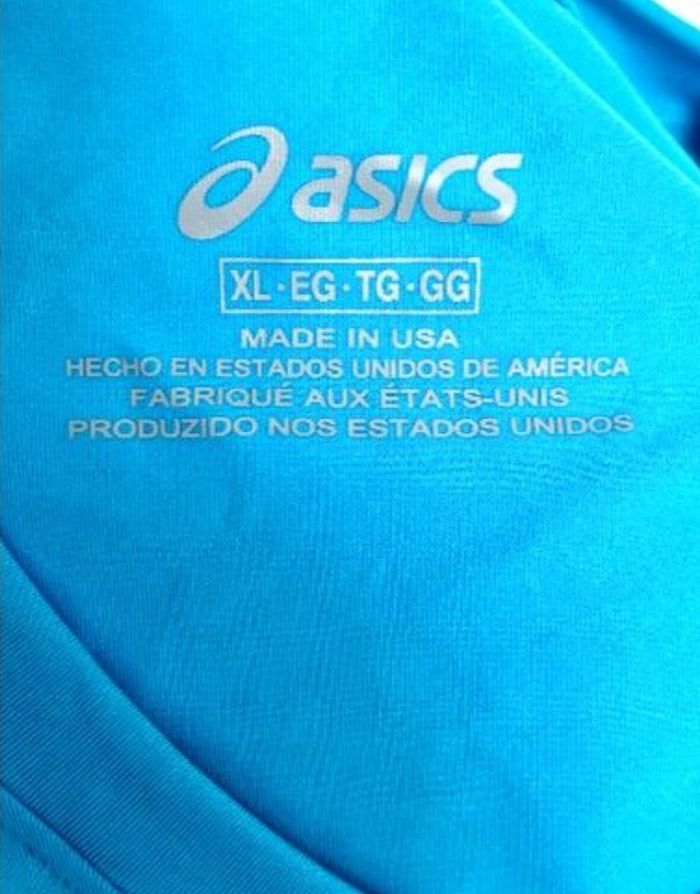 asics
XL·EG·TG·GG
MADE IN USA
HECHO EN ESTADOS UNIDOS DE AMÉRICA
FABRIQUÉ AUX ÉTATS-UNIS
PRODUZIDO NOS ESTADOS UNIDOS